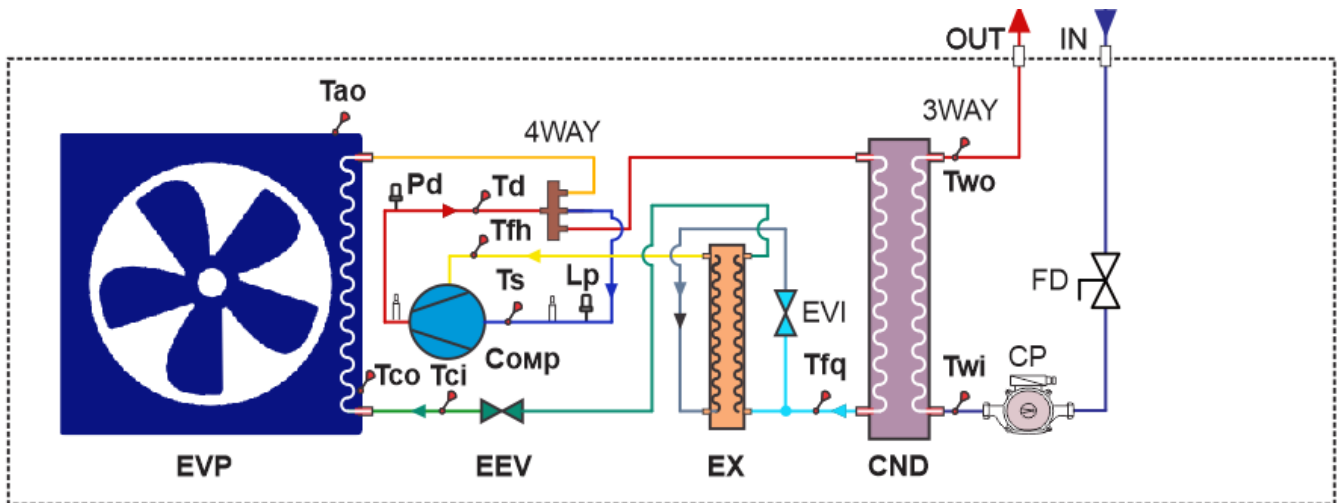 OUT
IN
Tao
4WAY
3WAY
Pd
Td
Two
Tfh
Ts
Lp
EVI
FD
Comp
Tco
Tci
Tfq
Twi
CP
EVP
EEV
EX
CND